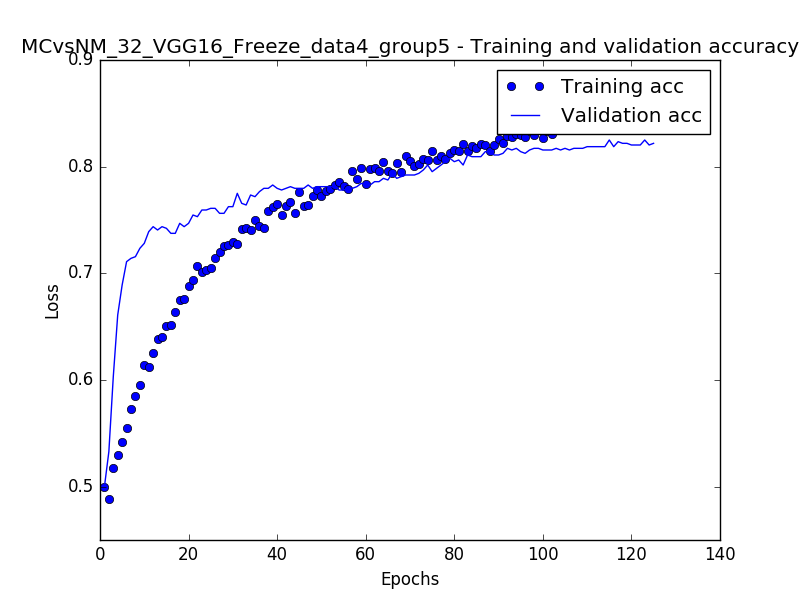 MCvsNM_32_VGG16_Freeze_data4_group5 - Training and validation accuracy
0.9
Training acc
Validation acc
0.8
0.7
Loss
0.6
0.5
0 20 40 60 80 100 120 140
Epochs